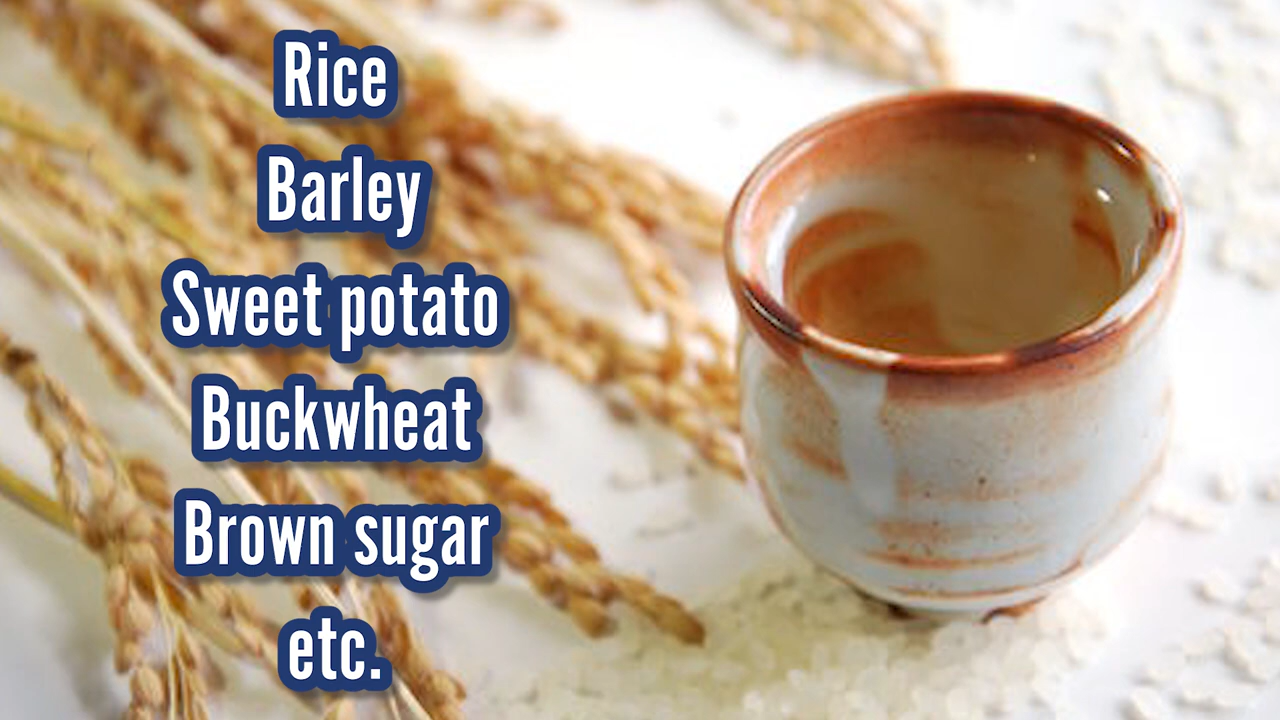 Rice
Barley
Sweet potato
Buckwheat
Brown sugar
etc.